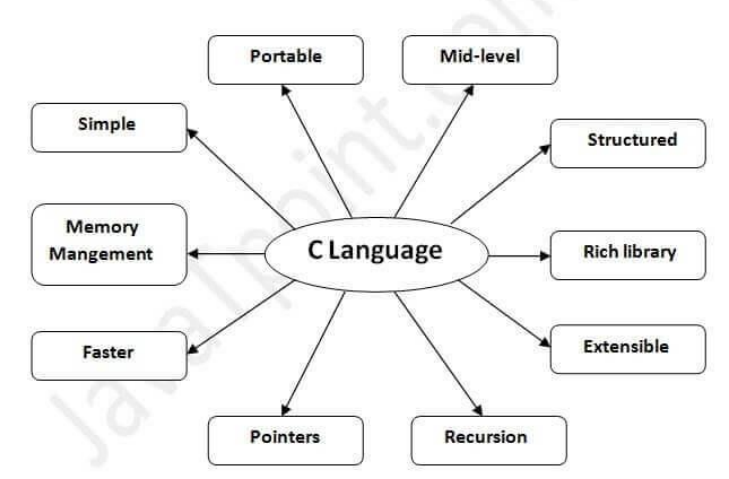 Portable
Mid-level
Simple
Structured
Memory
Mangement
C Language
Rich library
Faster
Extensible
Pointers
Recursion